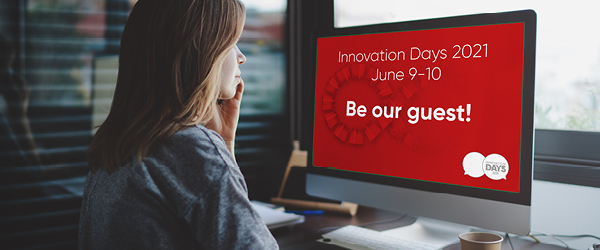 Innovation Days 2021
June 9-10
Be our guest!
DAYS